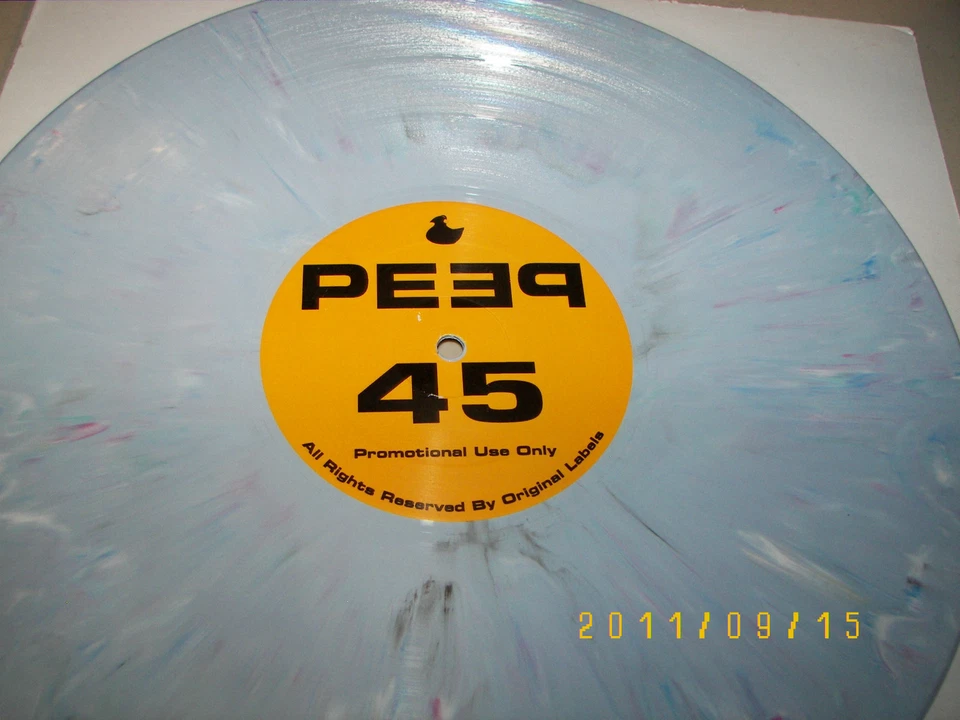 PEEP
45
Promotional Use Only
All Rights Reserved By Original Labels
2011/09/15